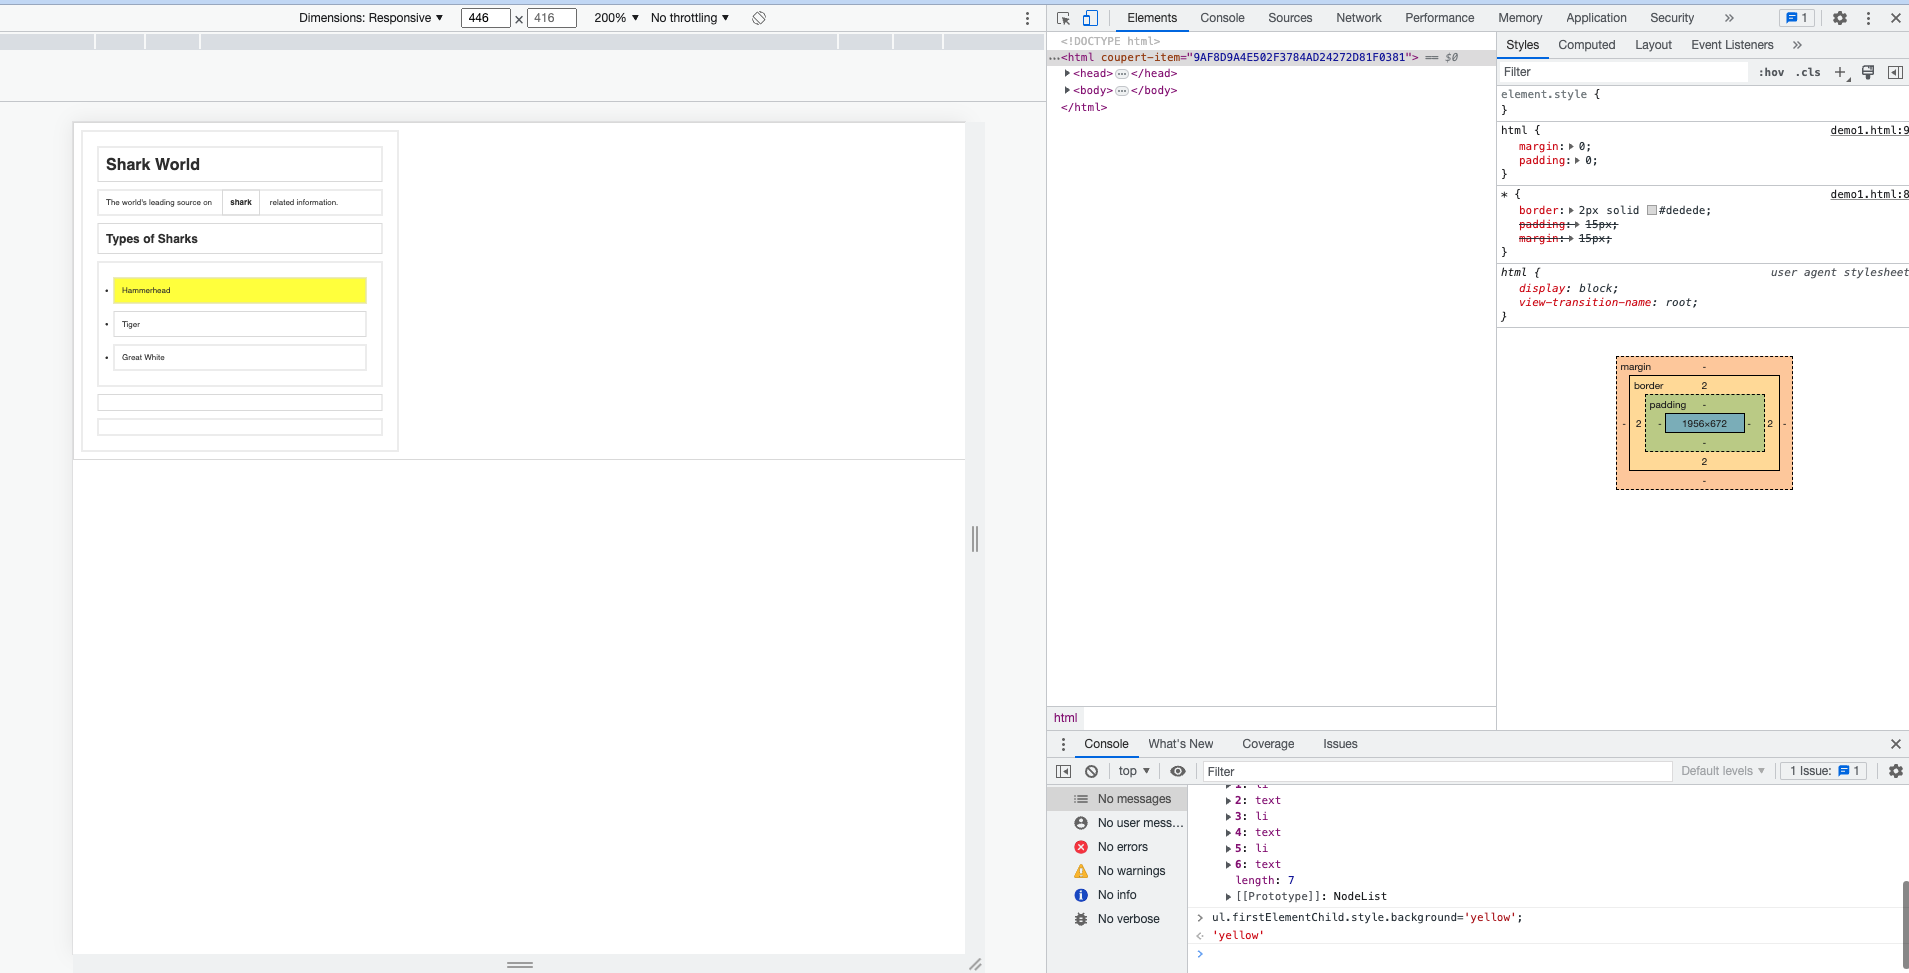 Dimensions: Responsive ▼ 446 × 416 200% ▼ No throttling ▼
Shark World
The world's leading source on shark related information.
Types of Sharks
• Hammerhead
• Tiger
• Great White
Elements Console Sources Network Performance Memory Application Security » 1
<!DOCTYPE html>
…<html coupert-item="9AF8D9A4E502F3784AD24272D81F0381"> == $0
▶<head>…</head>
▶<body>…</body>
</html>
html
Styles Computed Layout Event Listeners »
Filter :hov .cls +
element.style {
}
html { demo1.html:9
margin:▶ 0;
padding:▶ 0;
}
* { demo1.html:8
border:▶ 2px solid #dedede;
padding:▶ 15px;
margin:▶ 15px;
}
html { user agent stylesheet
display: block;
view-transition-name: root;
}
margin -
border 2
padding -
- 2 - 1956×672 - 2 -
-
2
-
Console What's New Coverage Issues
top ▼ Filter Default levels ▼ 1 Issue: 1
No messages
No user mess...
No errors
No warnings
No info
No verbose
▶1: li
▶2: text
▶3: li
▶4: text
▶5: li
▶6: text
length: 7
▶[[Prototype]]: NodeList
> ul.firstElementChild.style.background='yellow';
<· 'yellow'
>